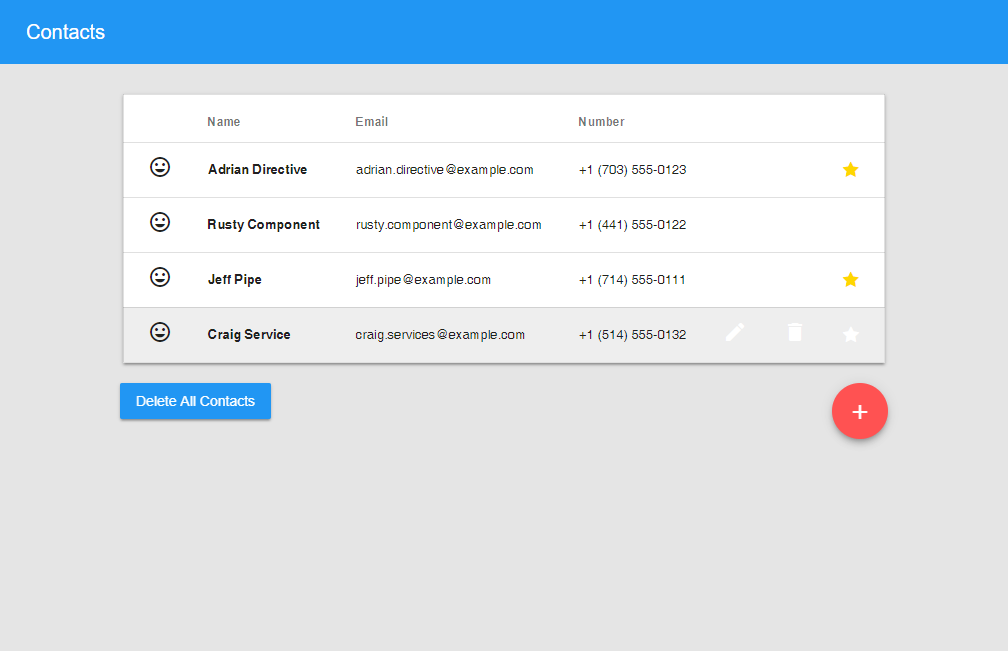 Contacts
Name Email Number
Adrian Directive adrian.directive@example.com +1 (703) 555-0123
Rusty Component rusty.component@example.com +1 (441) 555-0122
Jeff Pipe jeff.pipe@example.com +1 (714) 555-0111
Craig Service craig.services@example.com +1 (514) 555-0132
Delete All Contacts
+